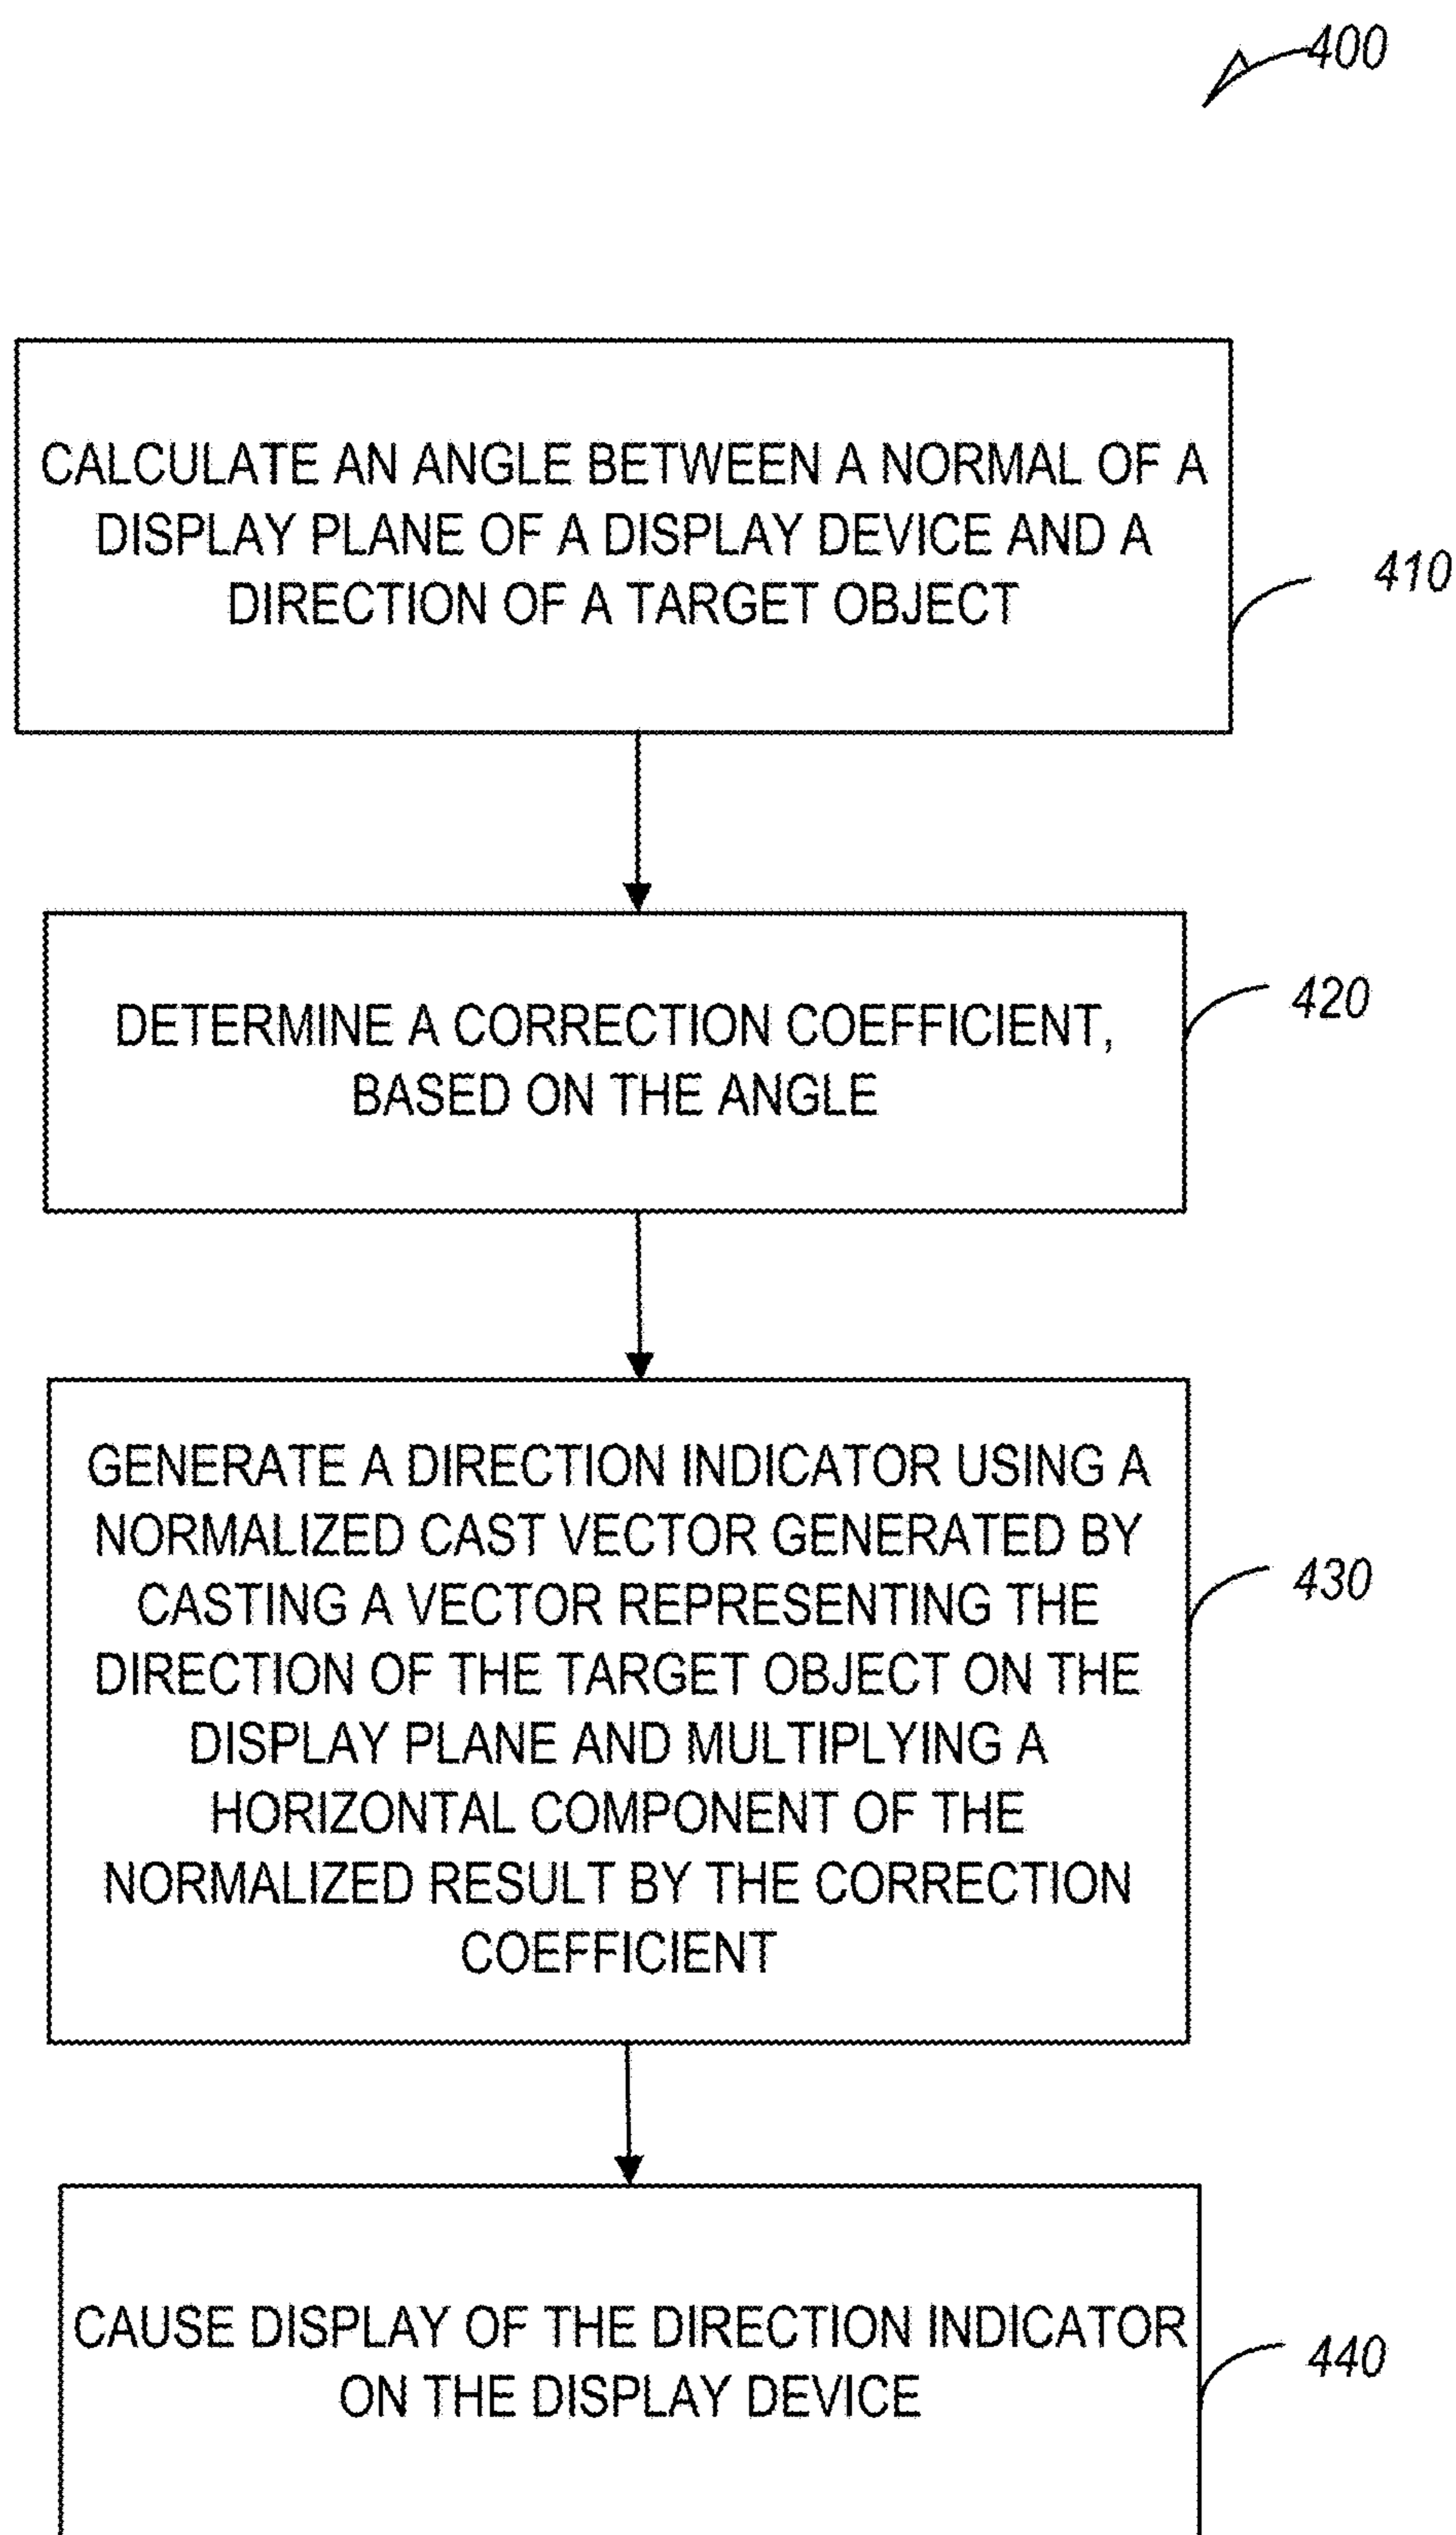 400
CALCULATE AN ANGLE BETWEEN A NORMAL OF A
DISPLAY PLANE OF A DISPLAY DEVICE AND A
DIRECTION OF A TARGET OBJECT
410
DETERMINE A CORRECTION COEFFICIENT,
BASED ON THE ANGLE
420
GENERATE A DIRECTION INDICATOR USING A
NORMALIZED CAST VECTOR GENERATED BY
CASTING A VECTOR REPRESENTING THE
DIRECTION OF THE TARGET OBJECT ON THE
DISPLAY PLANE AND MULTIPLYING A
HORIZONTAL COMPONENT OF THE
NORMALIZED RESULT BY THE CORRECTION
COEFFICIENT
430
CAUSE DISPLAY OF THE DIRECTION INDICATOR
ON THE DISPLAY DEVICE
440